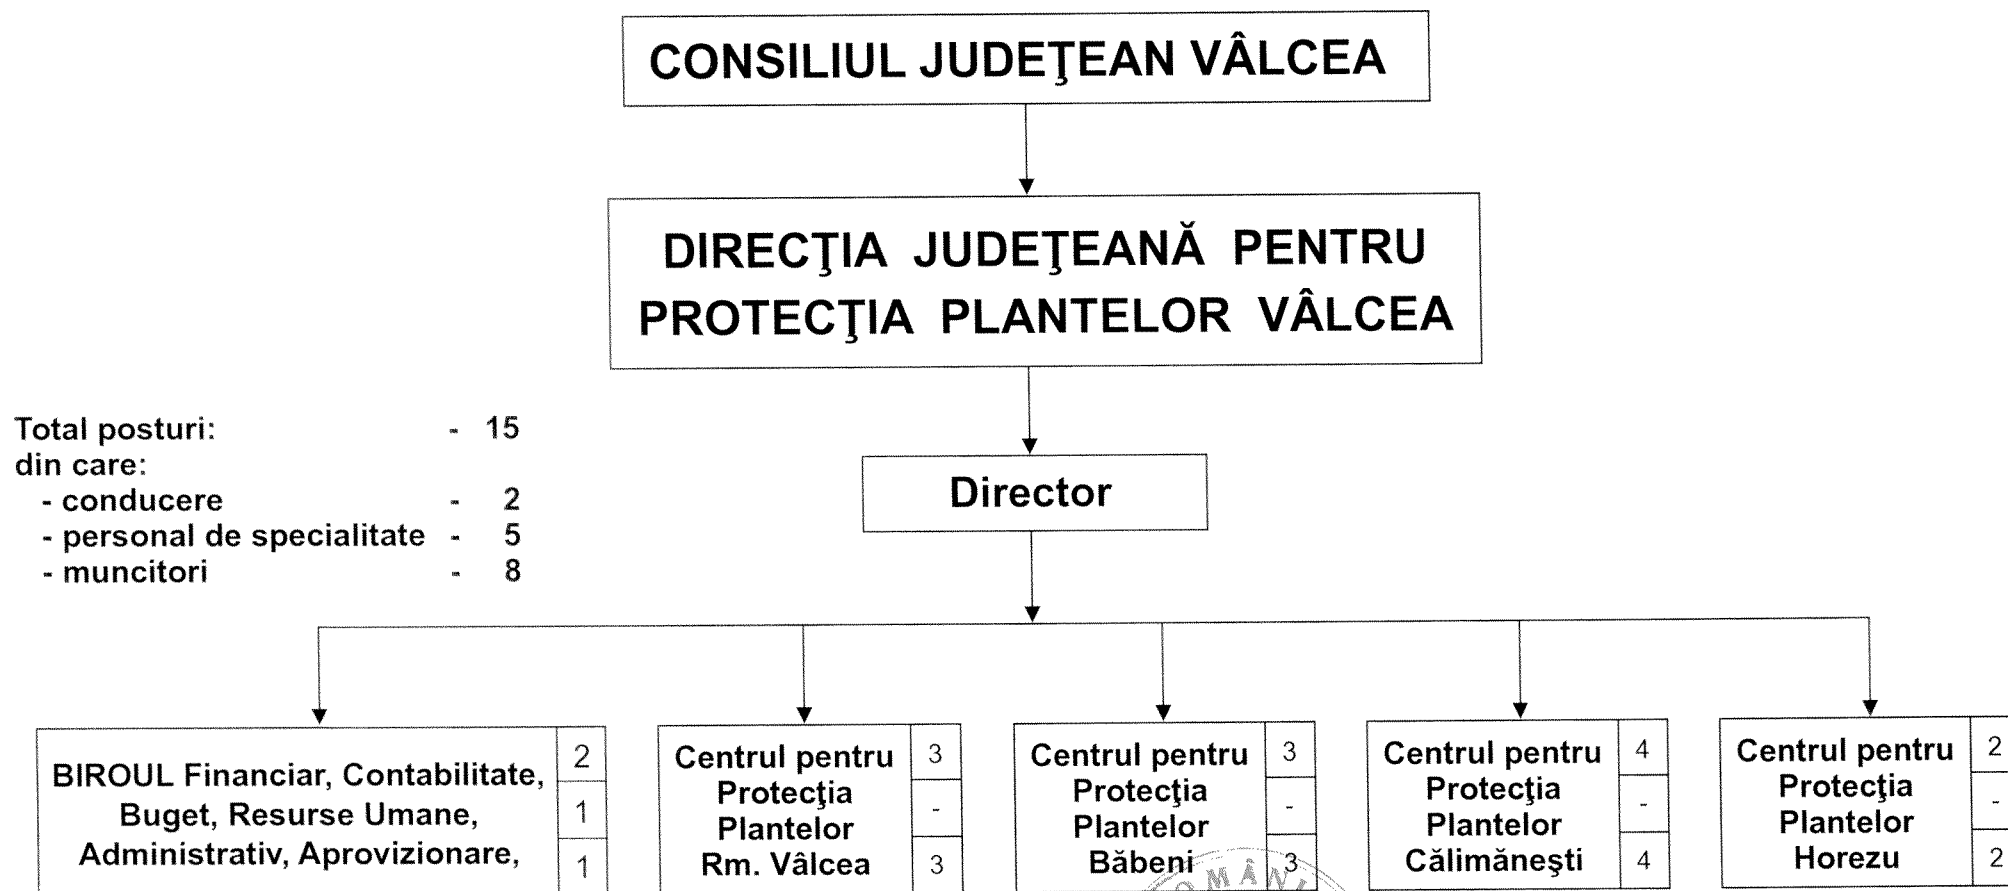 CONSILIUL JUDEŢEAN VÂLCEA
DIRECŢIA JUDEŢEANĂ PENTRU
PROTECŢIA PLANTELOR VÂLCEA
Total posturi: - 15
din care:
- conducere - 2
- personal de specialitate - 5
- muncitori - 8
Director
BIROUL Financiar, Contabilitate,
Buget, Resurse Umane,
Administrativ, Aprovizionare,
2
1
1
Centrul pentru
Protecţia
Plantelor
Rm. Vâlcea
3
-
3
Centrul pentru
Protecţia
Plantelor
Băbeni
3
-
3
Centrul pentru
Protecţia
Plantelor
Călimăneşti
4
-
4
Centrul pentru
Protecţia
Plantelor
Horezu
2
-
2